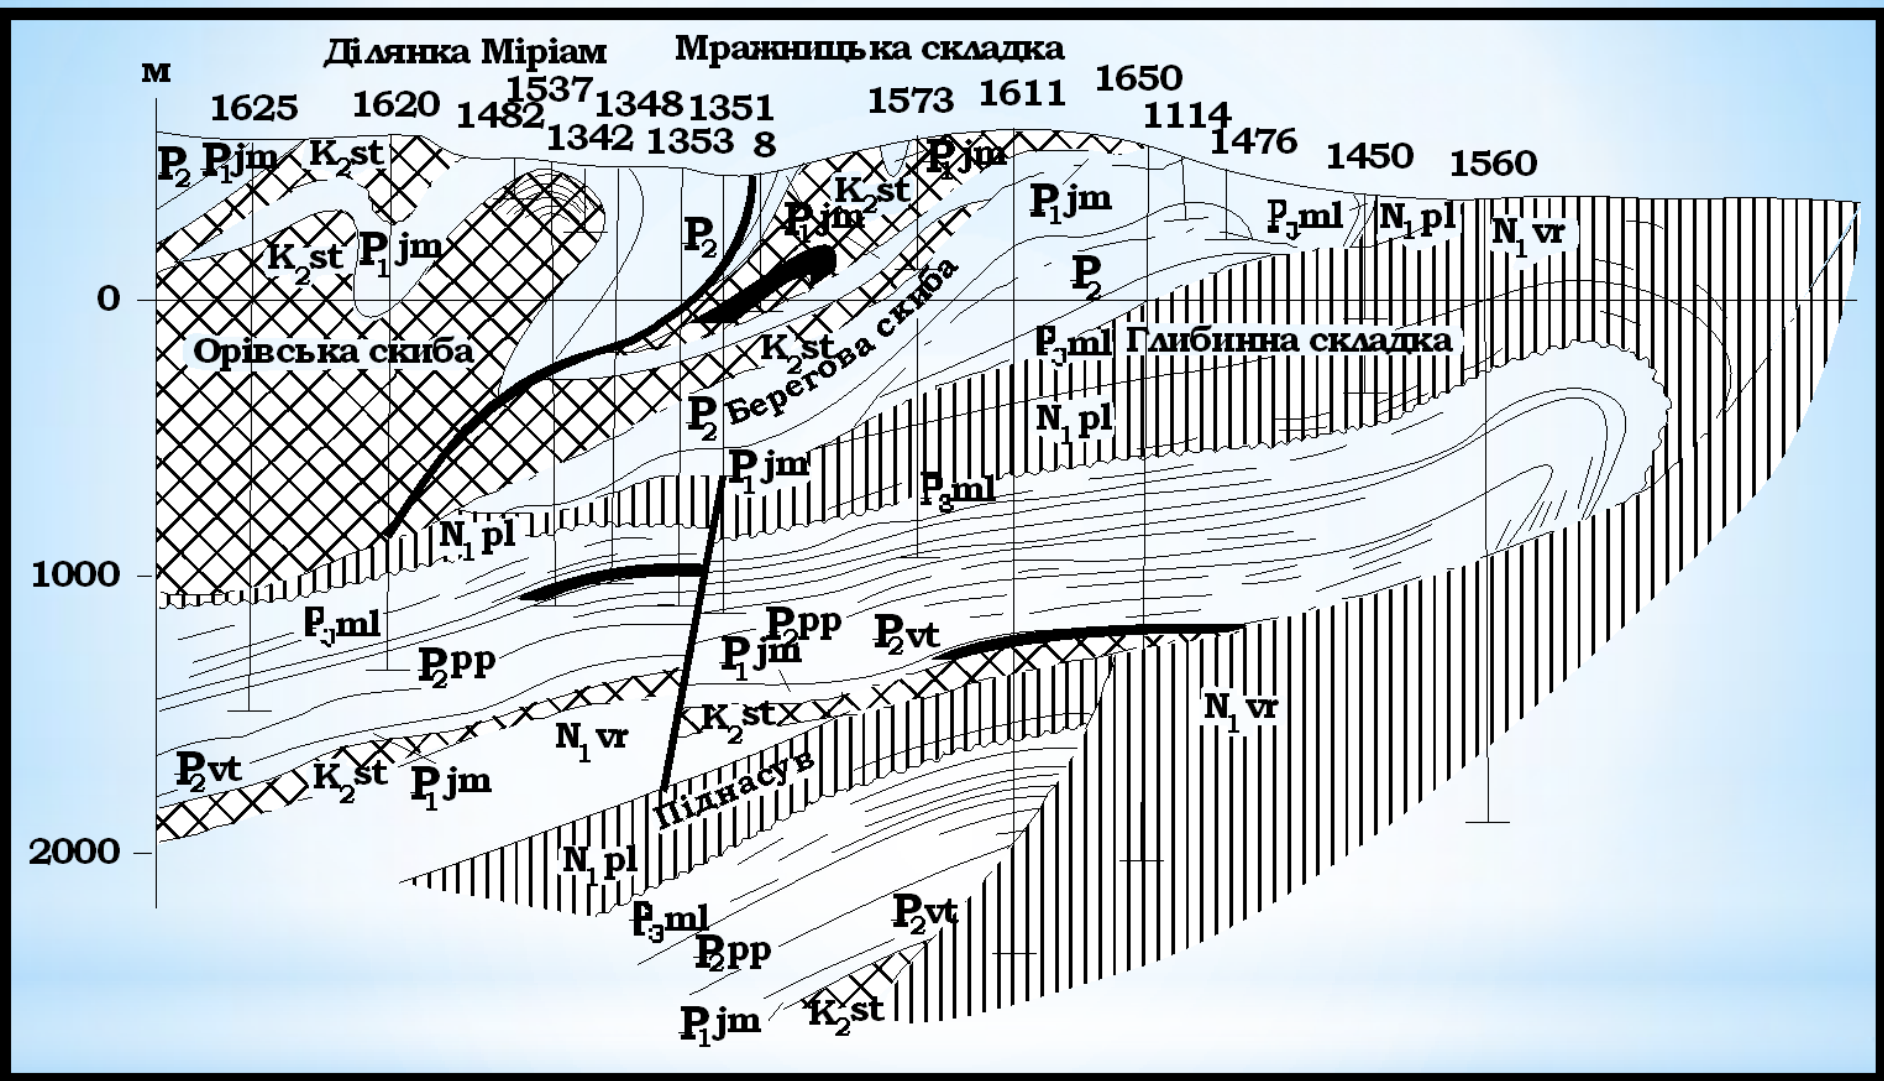 Ділянка Міріам
Мражницька складка
м
1625
1620
1482
1537
1342
1348
1353
1351
8
1573
1611
1650
1114
1476
1450
1560
P₂
P₁jm
K₂st
K₂st
P₁jm
P₂
P₁jm
K₂st
P₁jm
P₁jm
P₃ml
N₁pl
N₁vr
P₂
0
Орівська скиба
K₂st
Берегова скиба
P₃ml
Глибинна складка
P₂
N₁pl
P₁jm
P₃ml
N₁pl
1000
P₃ml
P₂pp
P₂pp
P₂vt
P₁jm
K₂st
N₁vr
N₁vr
P₂vt
K₂st
P₁jm
Піднасув
2000
N₁pl
P₃ml
P₂vt
P₂pp
P₁jm
K₂st